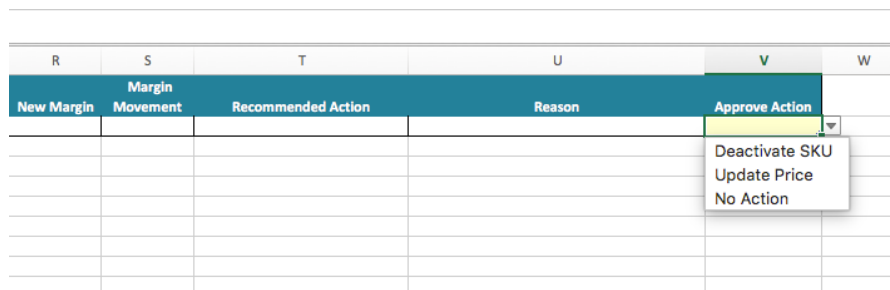 R S T U V W
Margin
New Margin Movement Recommended Action Reason Approve Action
Deactivate SKU
Update Price
No Action